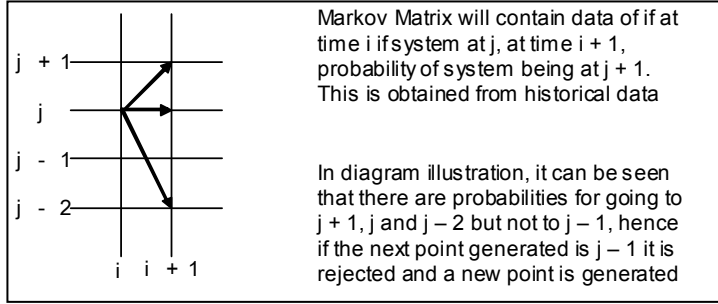 j + 1
j
j - 1
j - 2
i i + 1
Markov Matrix will contain data of if at
time i if system at j, at time i + 1,
probability of system being at j + 1.
This is obtained from historical data
In diagram illustration, it can be seen
that there are probabilities for going to
j + 1, j and j – 2 but not to j – 1, hence
if the next point generated is j – 1 it is
rejected and a new point is generated